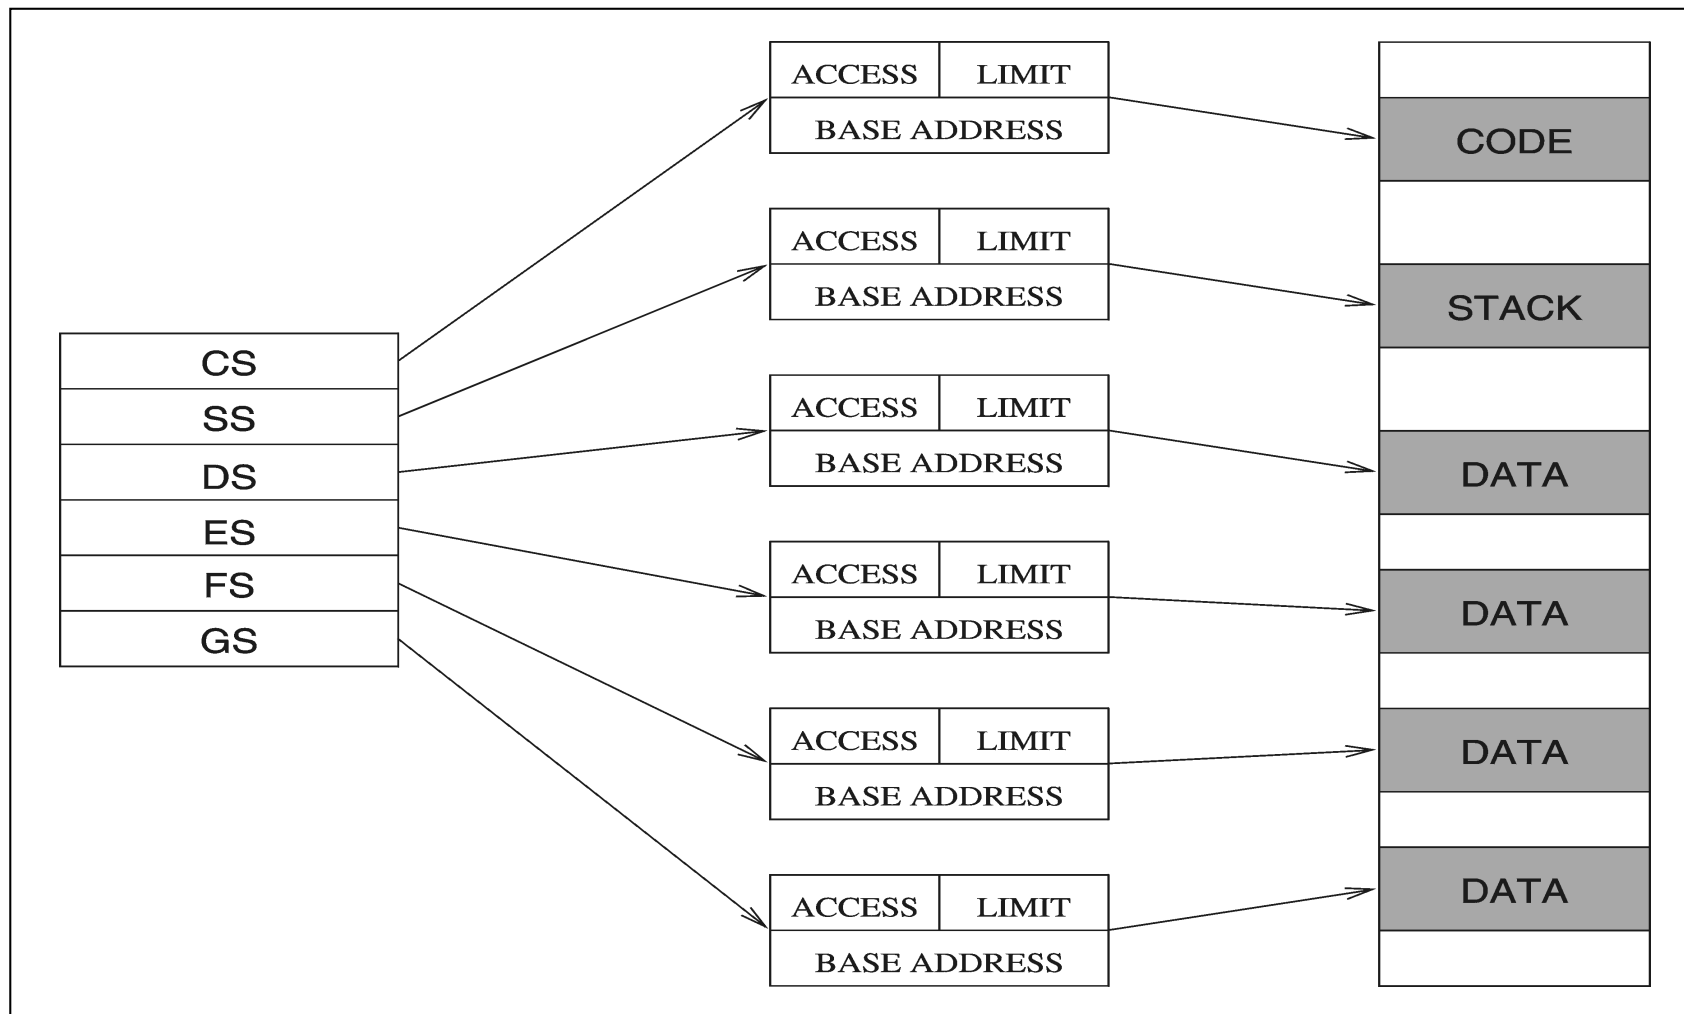 CS
SS
DS
ES
FS
GS
ACCESS LIMIT
BASE ADDRESS
ACCESS LIMIT
BASE ADDRESS
ACCESS LIMIT
BASE ADDRESS
ACCESS LIMIT
BASE ADDRESS
ACCESS LIMIT
BASE ADDRESS
ACCESS LIMIT
BASE ADDRESS
CODE
STACK
DATA
DATA
DATA
DATA